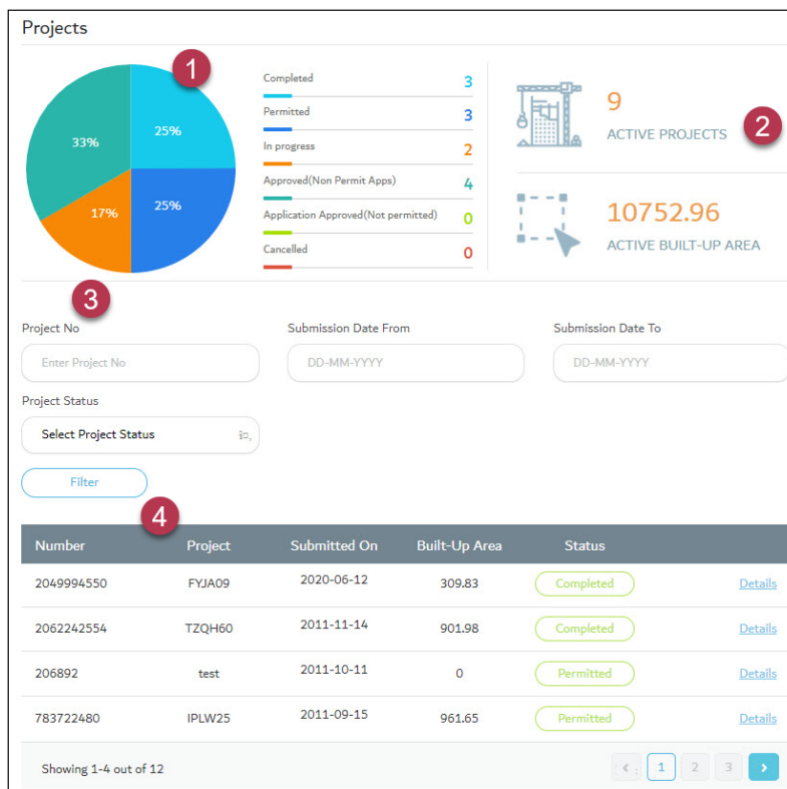 Projects
1
33%
25%
17%
25%
Completed 3
Permitted 3
In progress 2
Approved(Non Permit Apps) 4
Application Approved(Not permitted) 0
Cancelled 0
9
ACTIVE PROJECTS
2
10752.96
ACTIVE BUILT-UP AREA
3
Project No Submission Date From Submission Date To
Enter Project No DD-MM-YYYY DD-MM-YYYY
Project Status
Select Project Status
Filter
4
Number Project Submitted On Built-Up Area Status
2049994550 FYJA09 2020-06-12 309.83 Completed Details
2062242554 TZQH60 2011-11-14 901.98 Completed Details
206892 test 2011-10-11 0 Permitted Details
783722480 IPLW25 2011-09-15 961.65 Permitted Details
Showing 1-4 out of 12 < 1 2 3 >